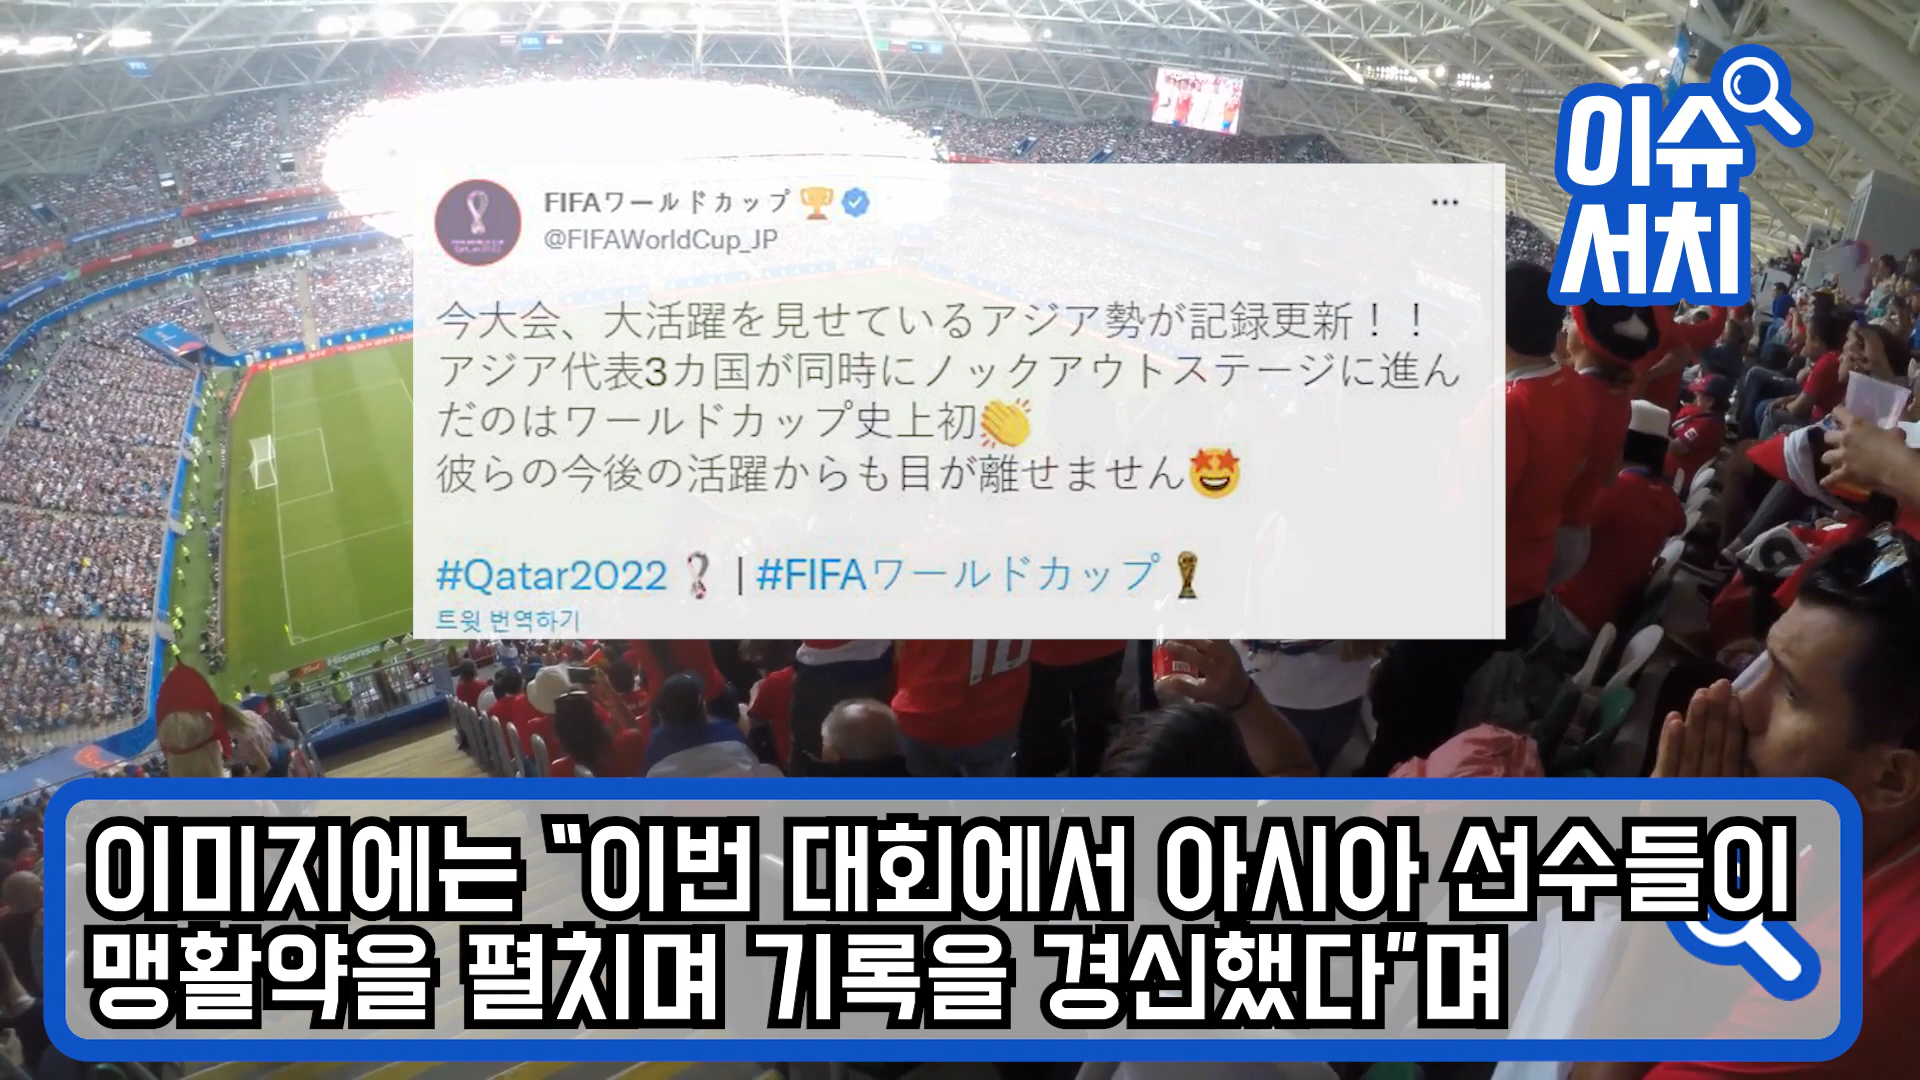 이슈
서치
FIFAワールドカップ
@FIFAWorldCup_JP
今大会、大活躍を見せているアジア勢が記録更新！！
アジア代表3カ国が同時にノックアウトステージに進ん
だのはワールドカップ史上初
彼らの今後の活躍からも目が離せません
#Qatar2022 | #FIFAワールドカップ
트윗 번역하기
Hisense
10
이미지에는 “이번 대회에서 아시아 선수들이
맹활약을 펼치며 기록을 경신했다”며